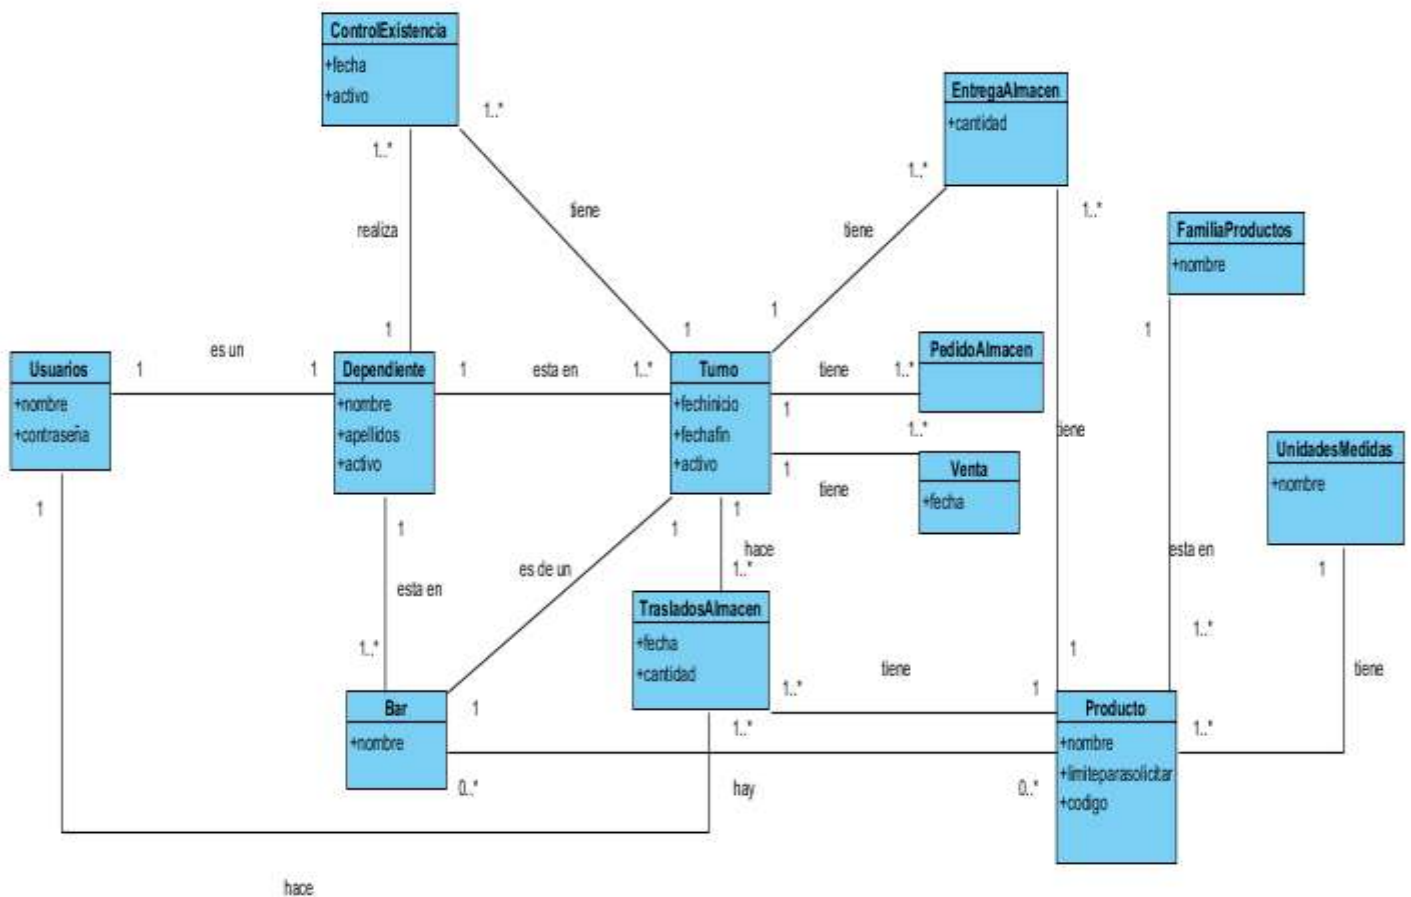 ControlExistencia
+fecha
+activo
1..*
1..*
EntregaAlmacen
+cantidad
1..*
1..*
tiene
realiza
tiene
FamiliaProductos
+nombre
1
1
1
1
Usuarios
+nombre
+contraseña
1
es un
1
Dependiente
+nombre
+apellidos
+activo
1
esta en
1..*
Turno
+fechinicio
+fechafin
+activo
tiene
1..*
1
PedidoAlmacen
1..*
1
tiene
Venta
+fecha
tiene
UnidadesMedidas
+nombre
1
1
1
1
hace
1..*
es de un
esta en
esta en
1
1..*
TrasladosAlmacen
+fecha
+cantidad
1..*
tiene
1
1
1..*
tiene
Bar
+nombre
1
1..*
Producto
+nombre
+limiteparasolicitar
+codigo
1..*
0..*
hay
0..*
hace